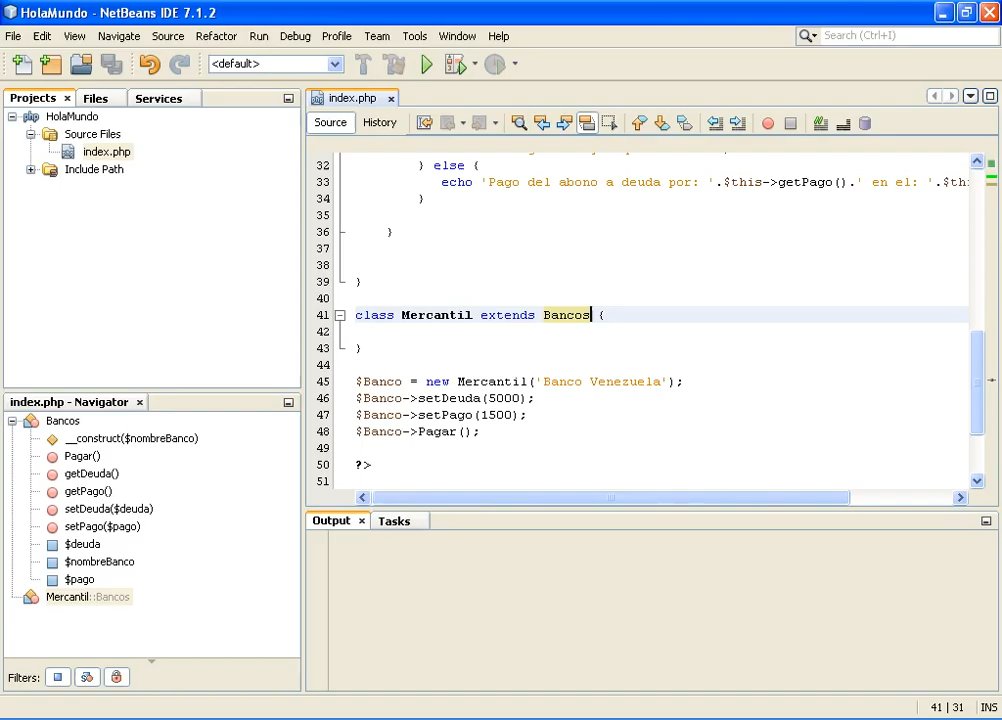 HolaMundo - NetBeans IDE 7.1.2
File Edit View Navigate Source Refactor Run Debug Profile Team Tools Window Help
Search (Ctrl+I)
<default>
Projects × Files Services
index.php ×
HolaMundo
Source Files
index.php
Include Path
Source History
32 } else {
33 echo 'Pago del abono a deuda por: '.$this->getPago().' en el: '.$thi
34 }
35
36 }
37
38
39 }
40
41 class Mercantil extends Bancos {
42
43 }
44
45 $Banco = new Mercantil('Banco Venezuela');
46 $Banco->setDeuda(5000);
47 $Banco->setPago(1500);
48 $Banco->Pagar();
49
50 ?>
51
index.php - Navigator ×
Bancos
__construct($nombreBanco)
Pagar()
getDeuda()
getPago()
setDeuda($deuda)
setPago($pago)
$deuda
$nombreBanco
$pago
Mercantil::Bancos
Filters:
Output × Tasks
41 | 31 INS